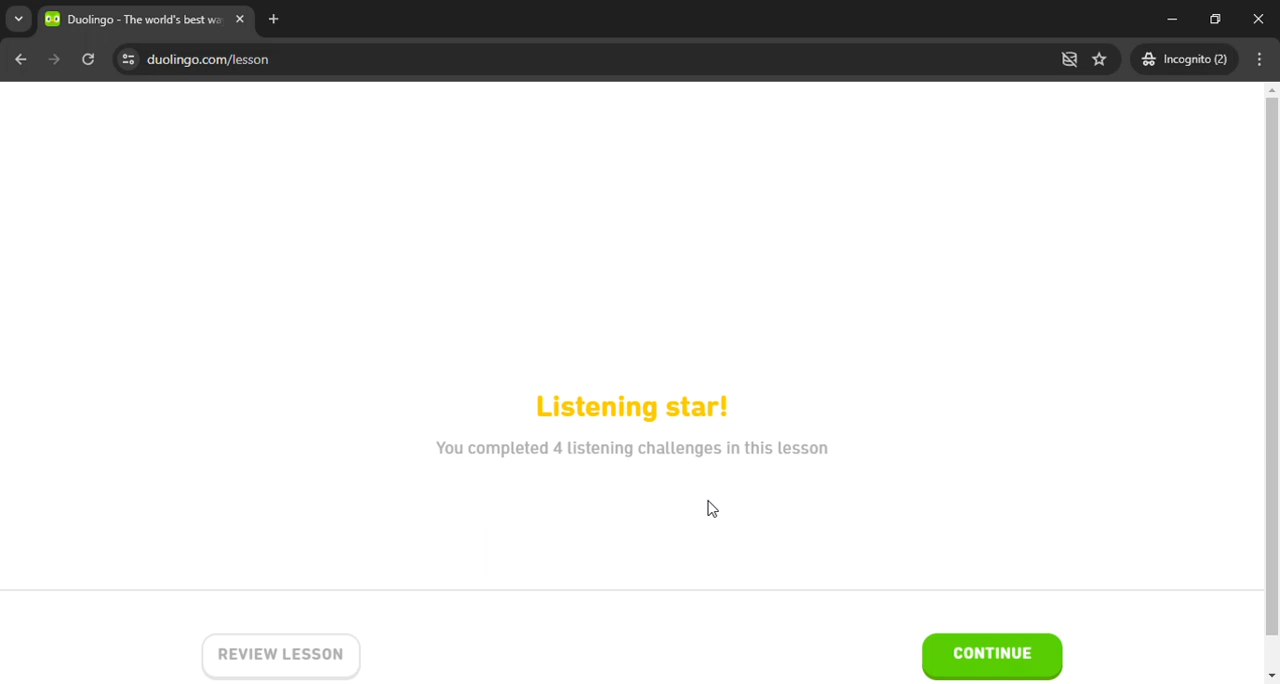 Duolingo - The world's best wa
duolingo.com/lesson
Incognito (2)
Listening star!
You completed 4 listening challenges in this lesson
REVIEW LESSON
CONTINUE